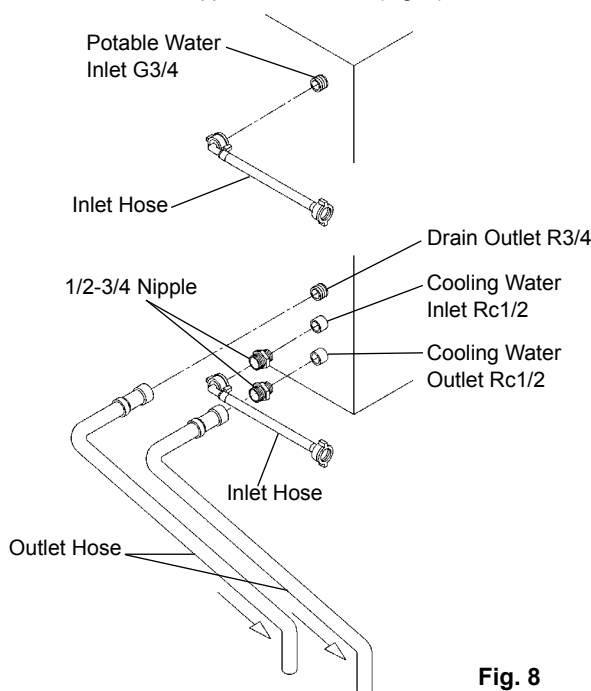 Potable Water
Inlet G3/4
Inlet Hose
Drain Outlet R3/4
1/2-3/4 Nipple
Cooling Water
Inlet Rc1/2
Cooling Water
Outlet Rc1/2
Inlet Hose
Outlet Hose
Fig. 8